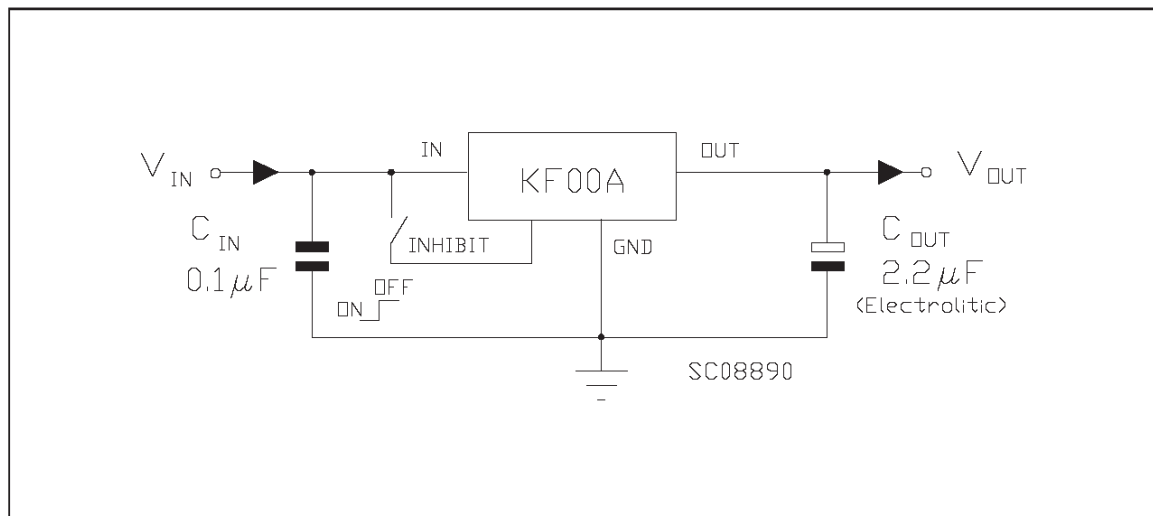 V IN
IN
KF00A
OUT
V OUT
C IN
0.1µF
INHIBIT
GND
C OUT
2.2µF
(Electrolitic)
OFF
ON
SC08890